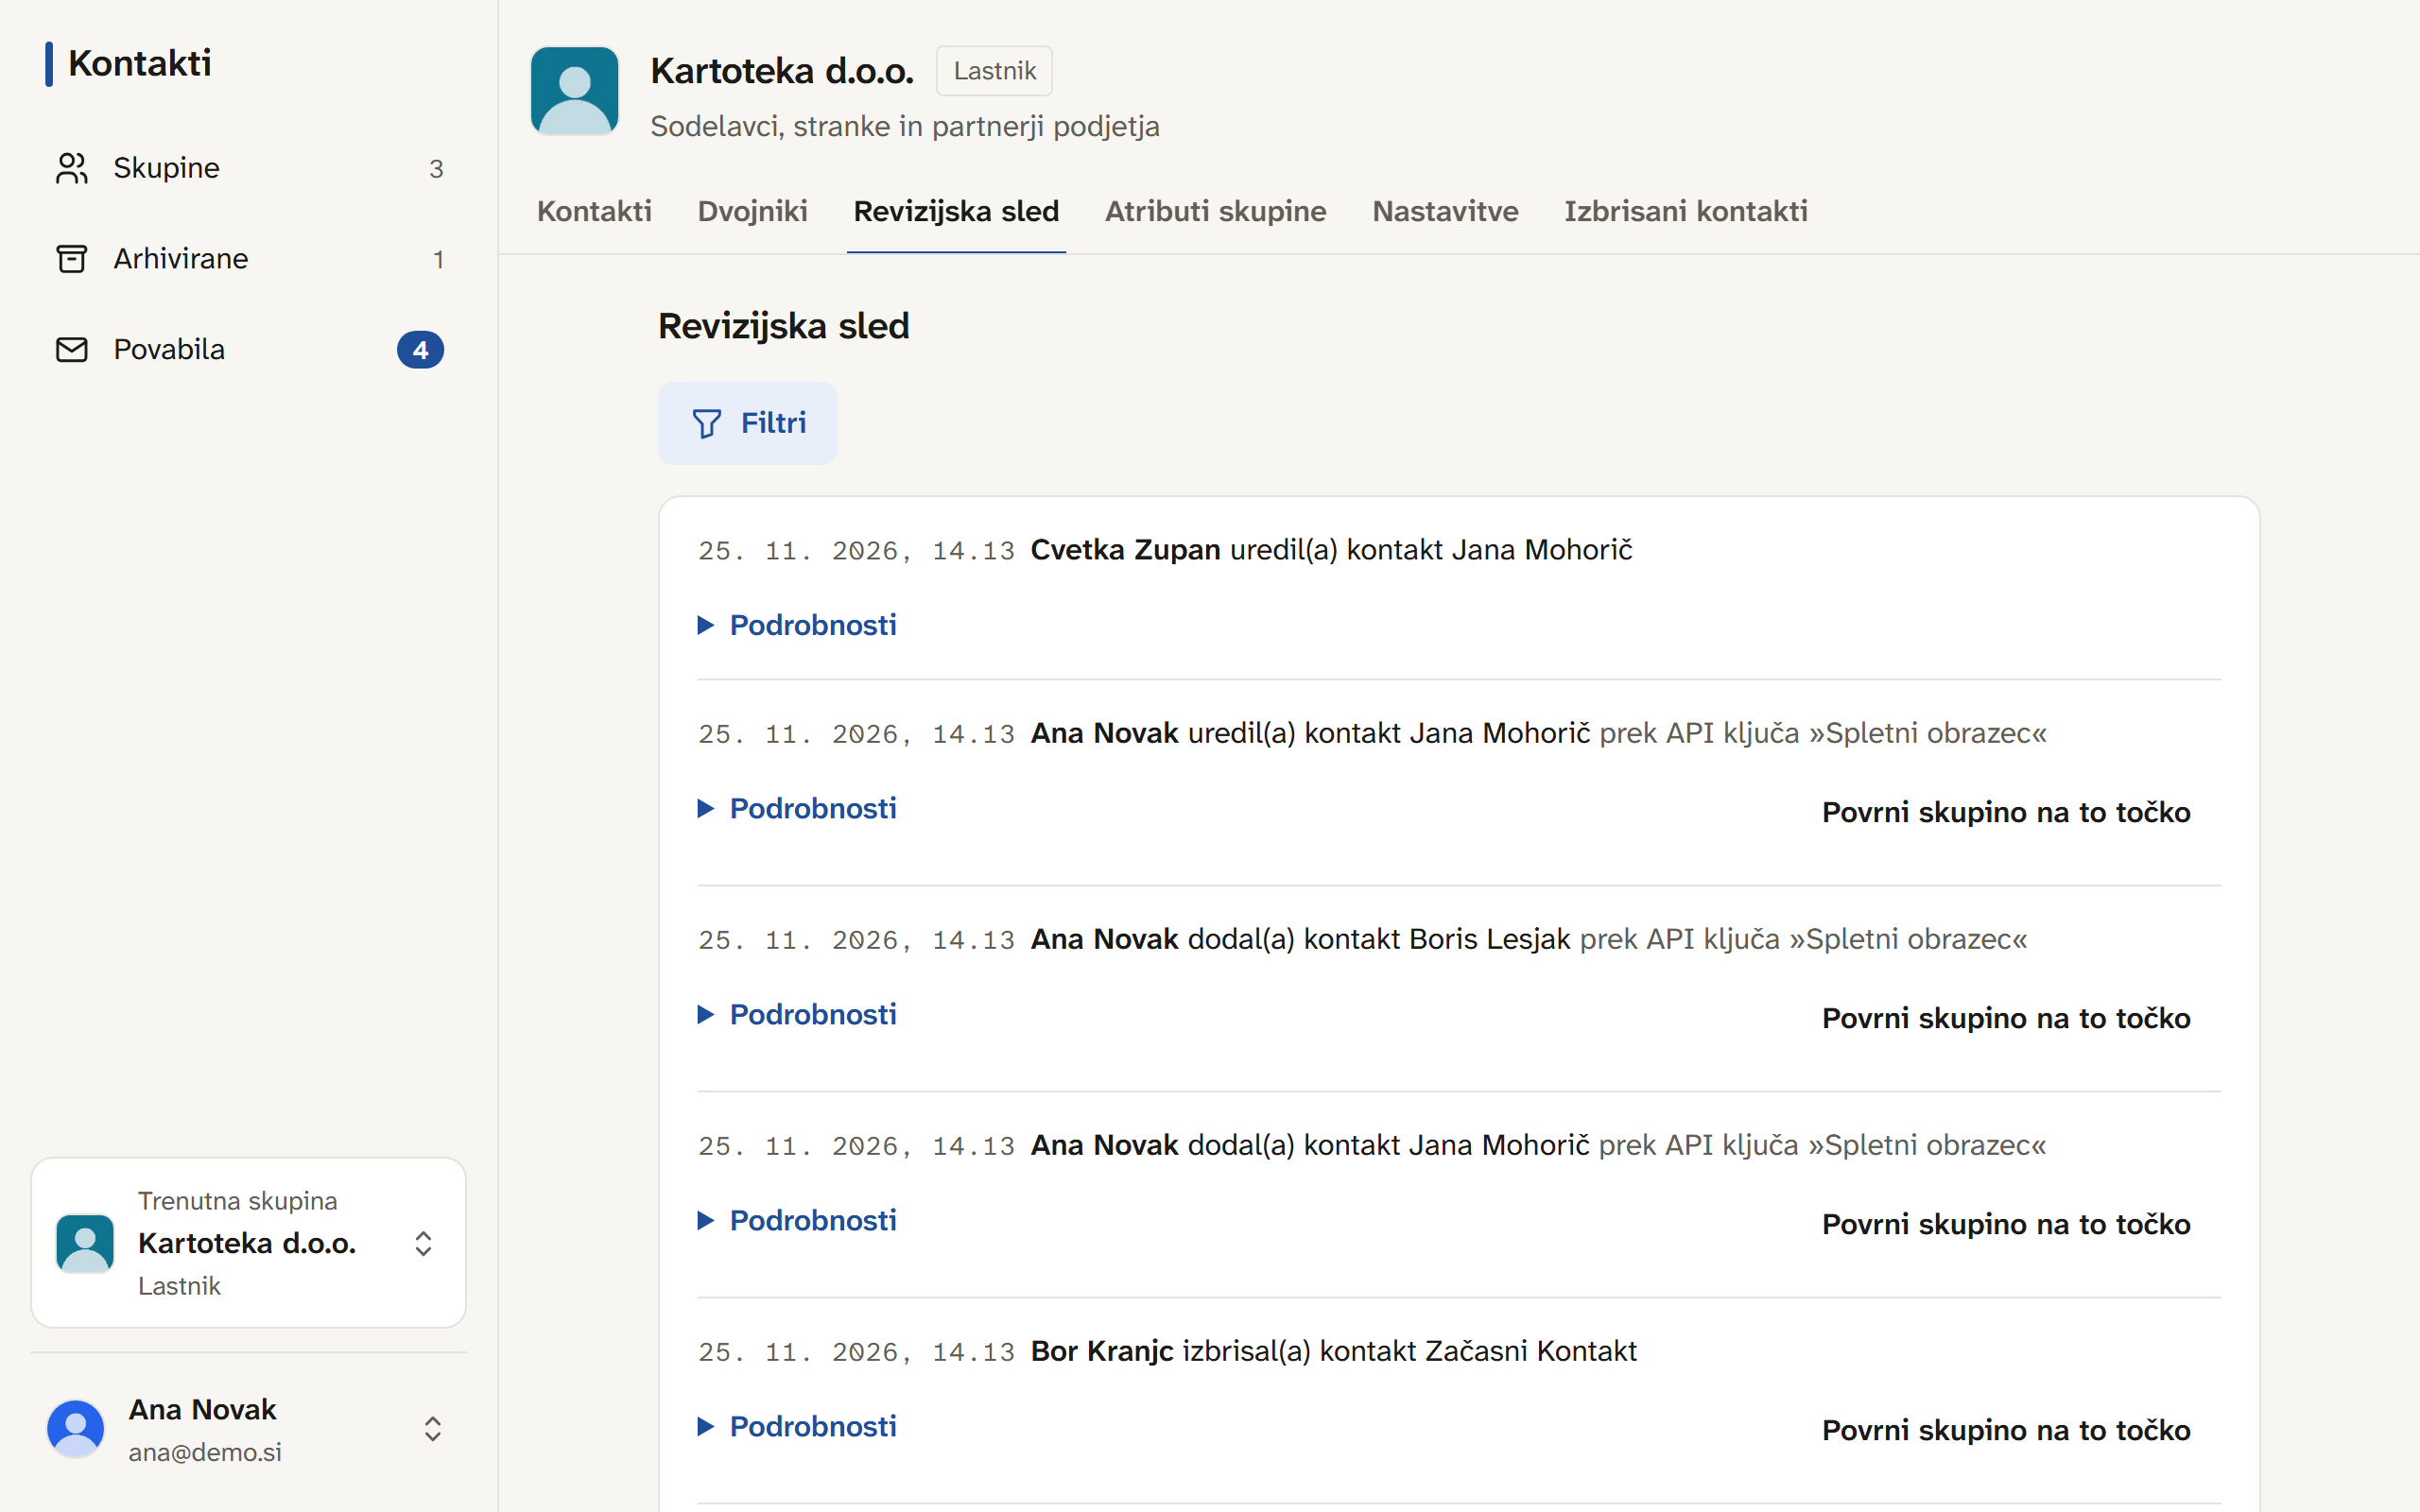 Kontakti
Skupine 3
Arhivirane 1
Povabila 4
Trenutna skupina
Kartoteka d.o.o.
Lastnik
Ana Novak
ana@demo.si
Kartoteka d.o.o. Lastnik
Sodelavci, stranke in partnerji podjetja
Kontakti Dvojniki Revizijska sled Atributi skupine Nastavitve Izbrisani kontakti
Revizijska sled
Filtri
25. 11. 2026, 14.13 Cvetka Zupan uredil(a) kontakt Jana Mohorič
Podrobnosti
25. 11. 2026, 14.13 Ana Novak uredil(a) kontakt Jana Mohorič prek API ključa »Spletni obrazec«
Podrobnosti Povrni skupino na to točko
25. 11. 2026, 14.13 Ana Novak dodal(a) kontakt Boris Lesjak prek API ključa »Spletni obrazec«
Podrobnosti Povrni skupino na to točko
25. 11. 2026, 14.13 Ana Novak dodal(a) kontakt Jana Mohorič prek API ključa »Spletni obrazec«
Podrobnosti Povrni skupino na to točko
25. 11. 2026, 14.13 Bor Kranjc izbrisal(a) kontakt Začasni Kontakt
Podrobnosti Povrni skupino na to točko